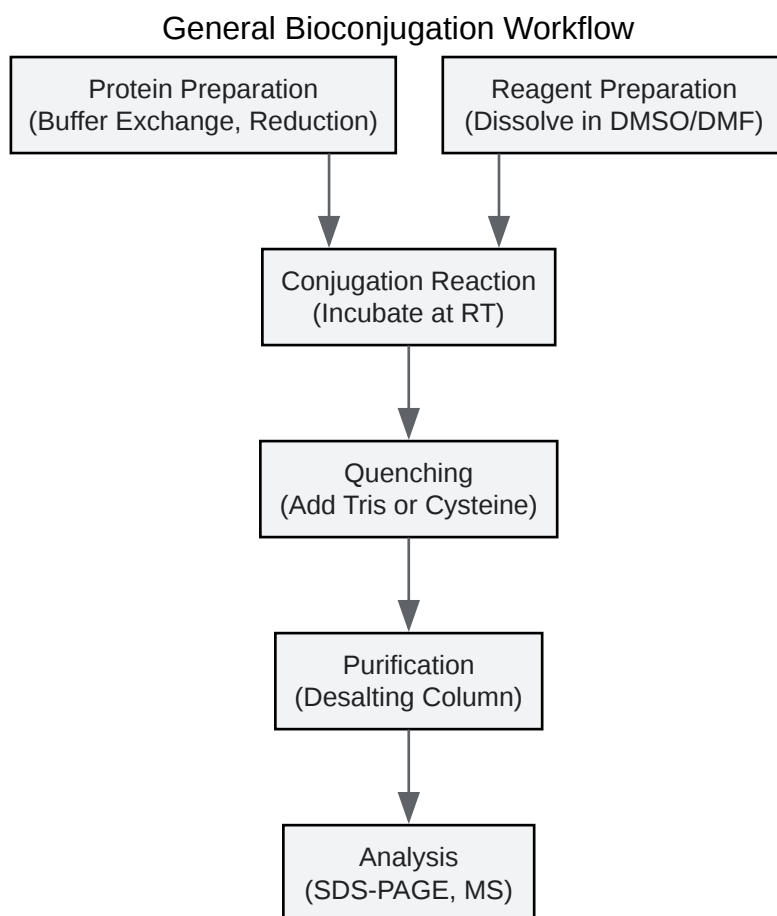 General Bioconjugation Workflow
Protein Preparation
(Buffer Exchange, Reduction)
Reagent Preparation
(Dissolve in DMSO/DMF)
Conjugation Reaction
(Incubate at RT)
Quenching
(Add Tris or Cysteine)
Purification
(Desalting Column)
Analysis
(SDS-PAGE, MS)